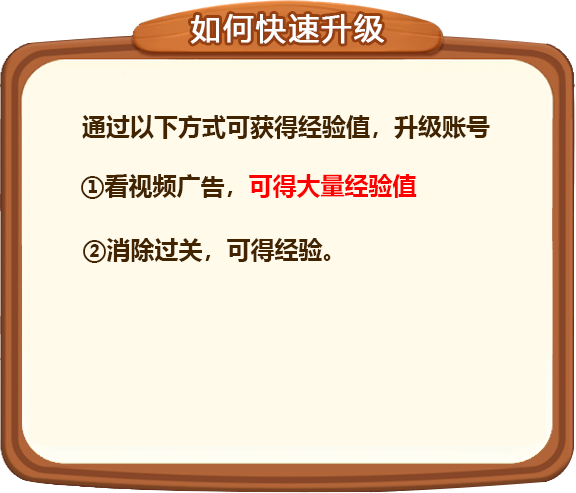 如何快速升级
通过以下方式可获得经验值，升级账号
①看视频广告，可得大量经验值
②消除过关，可得经验。